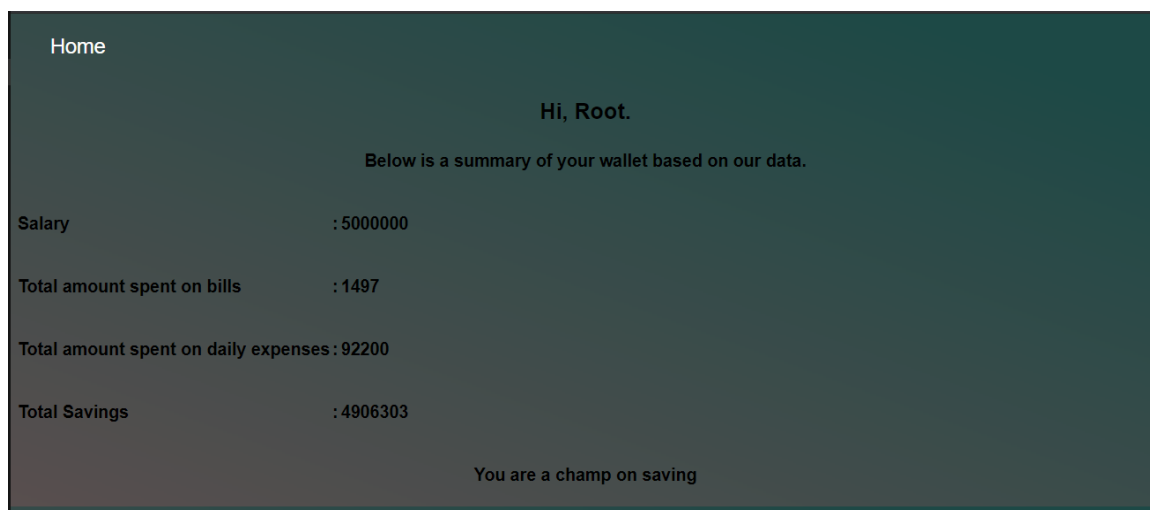 Home
Hi, Root.
Below is a summary of your wallet based on our data.
Salary : 5000000
Total amount spent on bills : 1497
Total amount spent on daily expenses : 92200
Total Savings : 4906303
You are a champ on saving